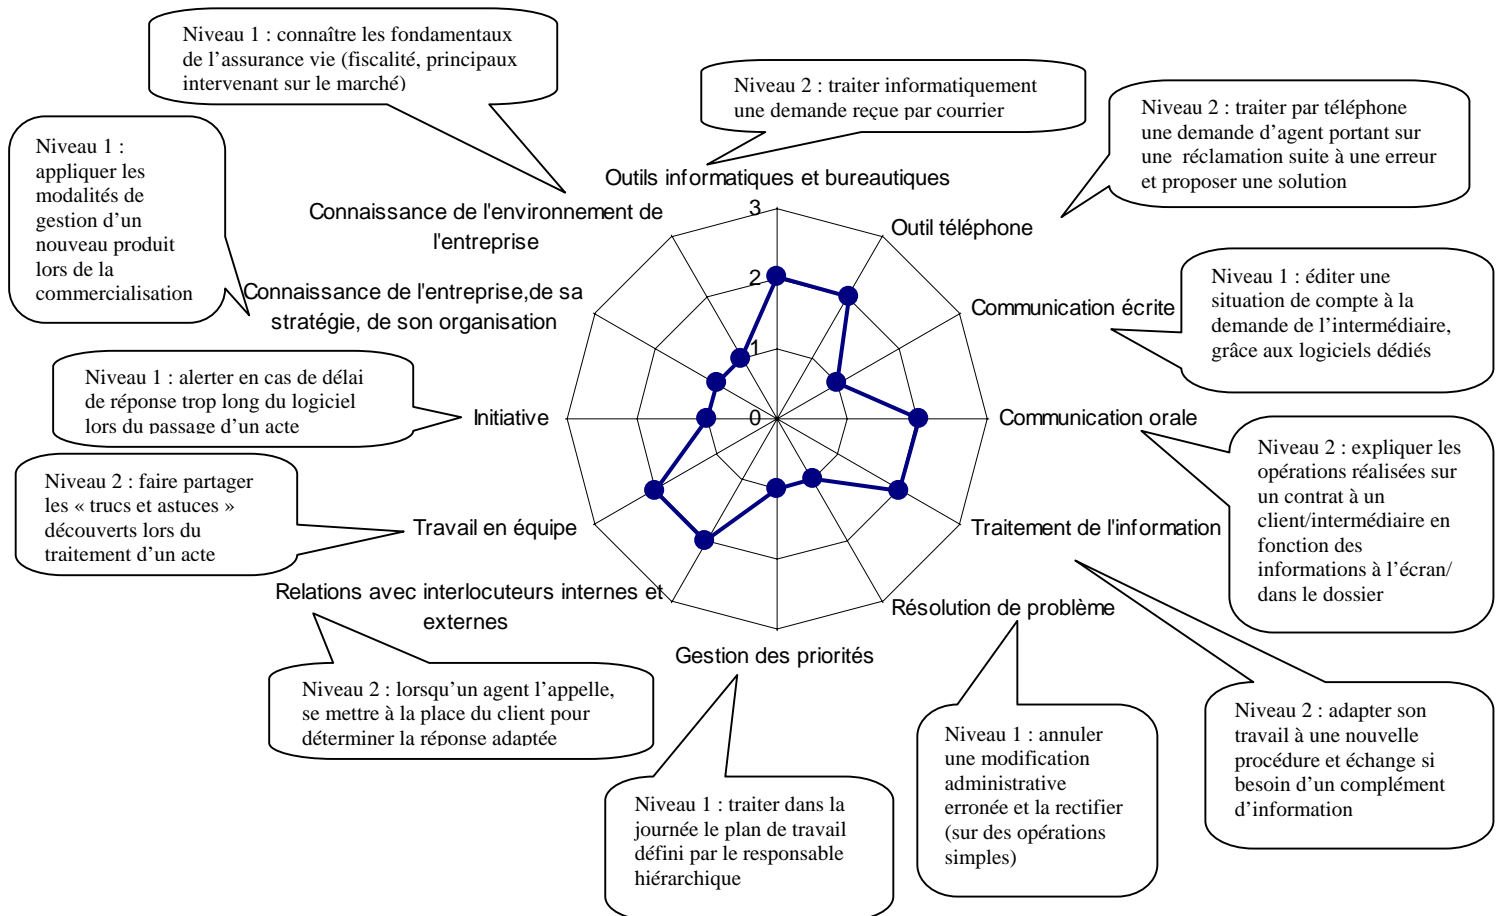 Niveau 1 : connaître les fondamentaux
de l’assurance vie (fiscalité, principaux
intervenant sur le marché)
Niveau 2 : traiter informatiquement
une demande reçue par courrier
Niveau 2 : traiter par téléphone
une demande d’agent portant sur
une  réclamation suite à une erreur
et proposer une solution
Niveau 1 :
appliquer les
modalités de
gestion d’un
nouveau produit
lors de la
commercialisation
Outils informatiques et bureautiques
Connaissance de l'environnement de
l'entreprise
Outil téléphone
Connaissance de l'entreprise,de sa
stratégie, de son organisation
Communication écrite
Niveau 1 : éditer une
situation de compte à la
demande de l’intermédiaire,
grâce aux logiciels dédiés
3
2
1
0
Niveau 1 : alerter en cas de délai
de réponse trop long du logiciel
lors du passage d’un acte
Initiative
Communication orale
Niveau 2 : expliquer les
opérations réalisées sur
un contrat à un
client/intermédiaire en
fonction des
informations à l’écran/
dans le dossier
Niveau 2 : faire partager
les « trucs et astuces »
découverts lors du
traitement d’un acte
Travail en équipe
Traitement de l'information
Relations avec interlocuteurs internes et
externes
Résolution de problème
Gestion des priorités
Niveau 2 : lorsqu’un agent l’appelle,
se mettre à la place du client pour
déterminer la réponse adaptée
Niveau 1 : traiter dans la
journée le plan de travail
défini par le responsable
hiérarchique
Niveau 1 : annuler
une modification
administrative
erronée et la rectifier
(sur des opérations
simples)
Niveau 2 : adapter son
travail à une nouvelle
procédure et échange si
besoin d’un complément
d’information